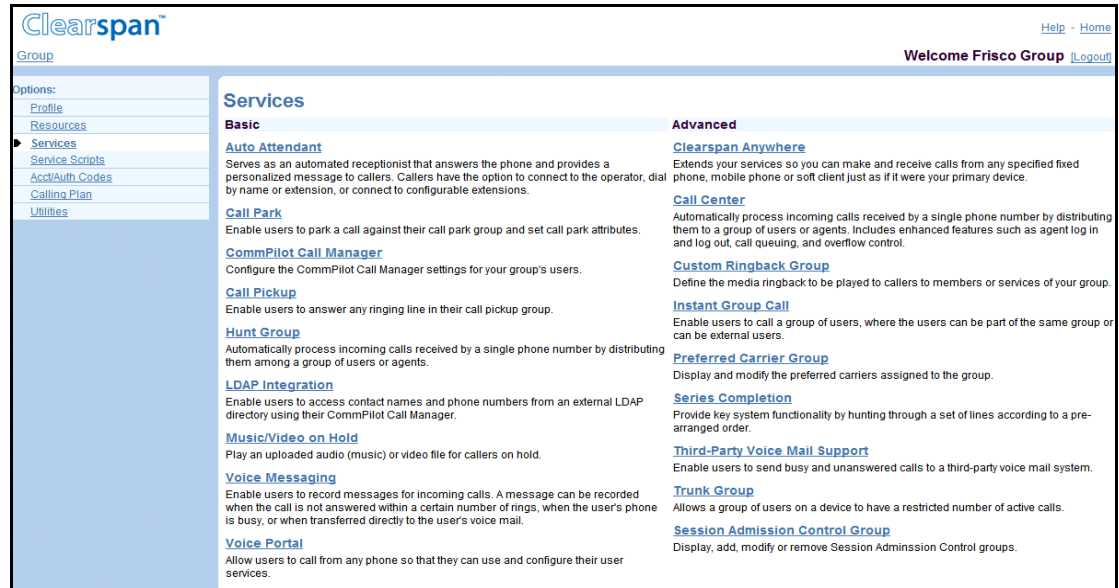 Clearspan™
Help - Home
Group
Welcome Frisco Group [Logout]
Options:
Profile
Resources
Services
Service Scripts
Acct/Auth Codes
Calling Plan
Utilities
Services
Basic
Auto Attendant
Serves as an automated receptionist that answers the phone and provides a
personalized message to callers. Callers have the option to connect to the operator, dial
by name or extension, or connect to configurable extensions.
Call Park
Enable users to park a call against their call park group and set call park attributes.
CommPilot Call Manager
Configure the CommPilot Call Manager settings for your group's users.
Call Pickup
Enable users to answer any ringing line in their call pickup group.
Hunt Group
Automatically process incoming calls received by a single phone number by distributing
them among a group of users or agents.
LDAP Integration
Enable users to access contact names and phone numbers from an external LDAP
directory using their CommPilot Call Manager.
Music/Video on Hold
Play an uploaded audio (music) or video file for callers on hold.
Voice Messaging
Enable users to record messages for incoming calls. A message can be recorded
when the call is not answered within a certain number of rings, when the user's phone
is busy, or when transferred directly to the user's voice mail.
Voice Portal
Allow users to call from any phone so that they can use and configure their user
services.
Advanced
Clearspan Anywhere
Extends your services so you can make and receive calls from any specified fixed
phone, mobile phone or soft client just as if it were your primary device.
Call Center
Automatically process incoming calls received by a single phone number by distributing
them to a group of users or agents. Includes enhanced features such as agent log in
and log out, call queuing, and overflow control.
Custom Ringback Group
Define the media ringback to be played to callers to members or services of your group.
Instant Group Call
Enable users to call a group of users, where the users can be part of the same group or
can be external users.
Preferred Carrier Group
Display and modify the preferred carriers assigned to the group.
Series Completion
Provide key system functionality by hunting through a set of lines according to a pre-
arranged order.
Third-Party Voice Mail Support
Enable users to send busy and unanswered calls to a third-party voice mail system.
Trunk Group
Allows a group of users on a device to have a restricted number of active calls.
Session Admission Control Group
Display, add, modify or remove Session Adminssion Control groups.